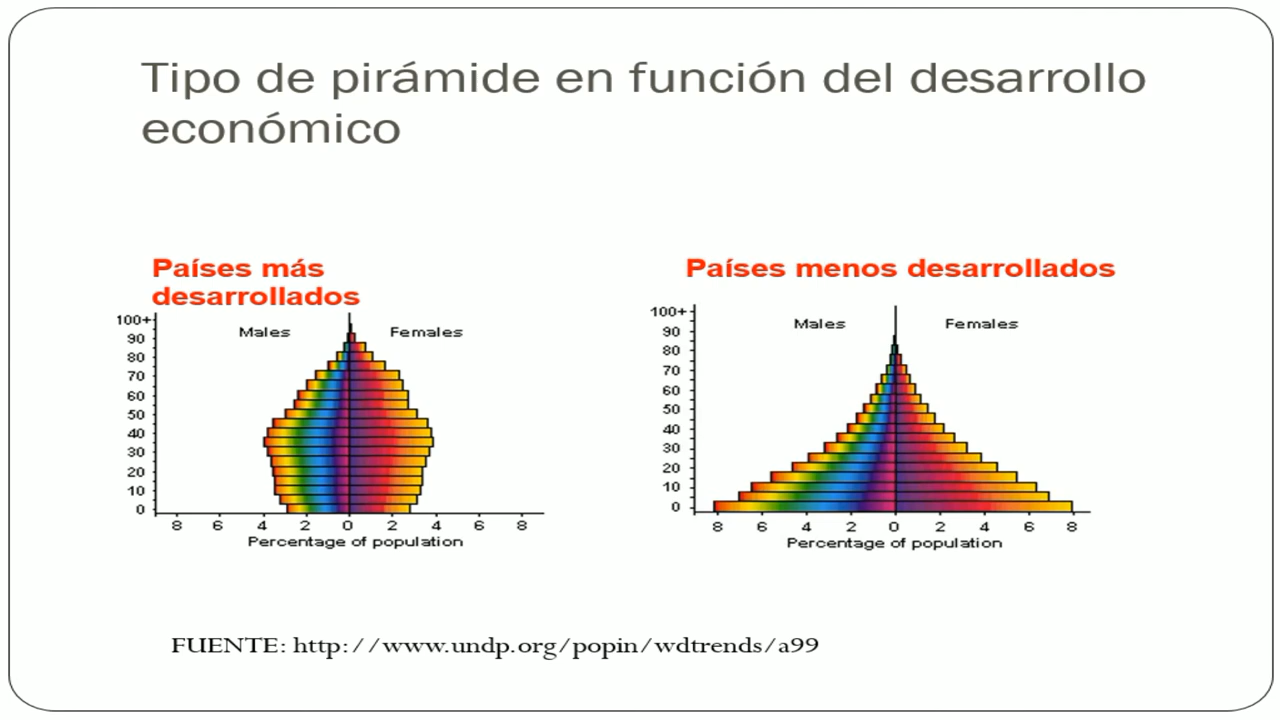 Tipo de pirámide en función del desarrollo
económico
Países más
desarrollados
100+
90
80
70
60
50
40
30
20
10
0
Males
Females
8 6 4 2 0 2 4 6 8
Percentage of population
Países menos desarrollados
100+
90
80
70
60
50
40
30
20
10
0
Males
Females
8 6 4 2 0 2 4 6 8
Percentage of population
FUENTE: http://www.undp.org/popin/wdtrends/a99